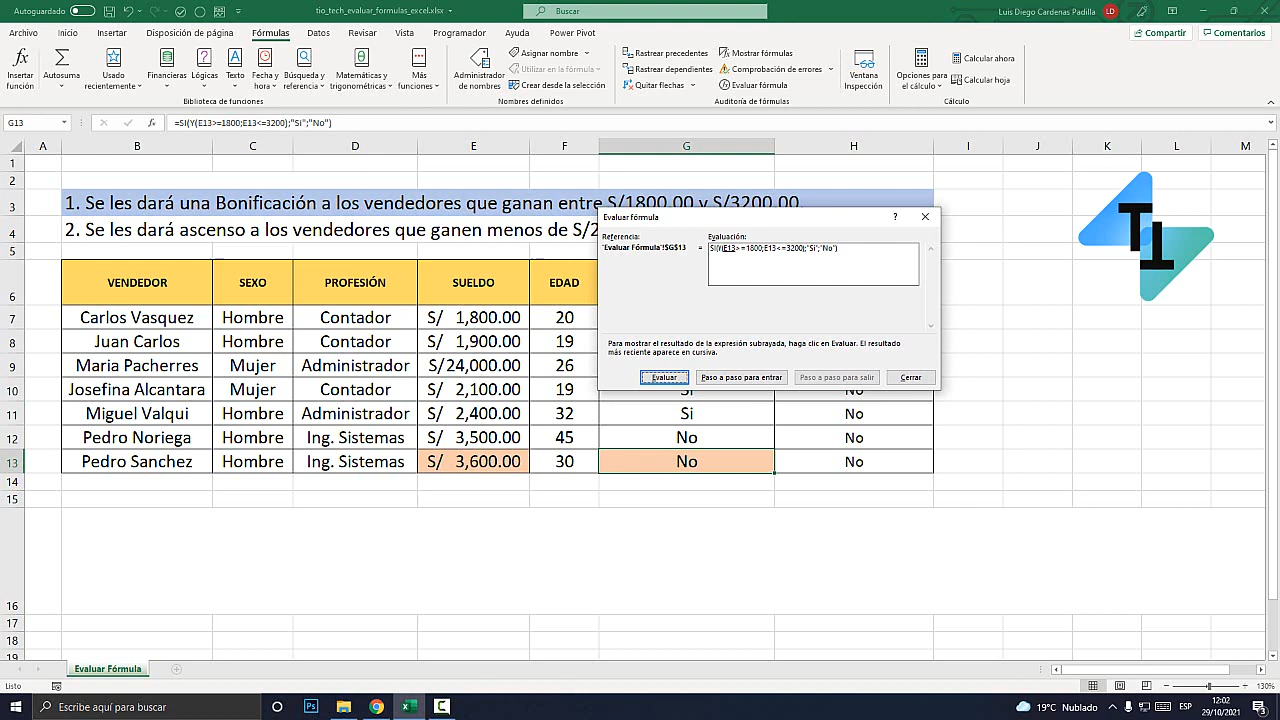 Autoguardado
tio_tech_evaluar_formulas_excel.xlsx
Buscar
Luis Diego Cardenas Padilla
LD
Archivo Inicio Insertar Disposición de página Fórmulas Datos Revisar Vista Programador Ayuda Power Pivot
Compartir
Comentarios
Insertar función
Autosuma
Usado recientemente
Financieras
Lógicas
Texto
Fecha y hora
Búsqueda y referencia
Matemáticas y trigonométricas
Más funciones
Biblioteca de funciones
Administrador de nombres
Asignar nombre
Utilizar en la fórmula
Crear desde la selección
Nombres definidos
Rastrear precedentes
Rastrear dependientes
Quitar flechas
Mostrar fórmulas
Comprobación de errores
Evaluar fórmula
Auditoría de fórmulas
Ventana Inspección
Opciones para el cálculo
Calcular ahora
Calcular hoja
Cálculo
G13
fx
=SI(Y(E13>=1800;E13<=3200);"Si";"No")
A B C D E F G H I J K L M
1
2
3 1. Se les dará una Bonificación a los vendedores que ganan entre S/1800.00 y S/3200.00.
4 2. Se les dará ascenso a los vendedores que ganen menos de S/2
5
6 VENDEDOR SEXO PROFESIÓN SUELDO EDAD
7 Carlos Vasquez Hombre Contador S/ 1,800.00 20
8 Juan Carlos Hombre Contador S/ 1,900.00 19
9 Maria Pacherres Mujer Administrador S/24,000.00 26
10 Josefina Alcantara Mujer Contador S/ 2,100.00 19 Si No
11 Miguel Valqui Hombre Administrador S/ 2,400.00 32 Si No
12 Pedro Noriega Hombre Ing. Sistemas S/ 3,500.00 45 No No
13 Pedro Sanchez Hombre Ing. Sistemas S/ 3,600.00 30 No No
14
15
16
17
18
19
Evaluar fórmula
?
Referencia:
Evaluación:
'Evaluar Fórmula'!$G$13 = SI(Y(E13>=1800;E13<=3200);"Si";"No")
Para mostrar el resultado de la expresión subrayada, haga clic en Evaluar. El resultado
más reciente aparece en cursiva.
Evaluar
Paso a paso para entrar
Paso a paso para salir
Cerrar
Evaluar Fórmula
Listo
130%
Escribe aquí para buscar
Ps
19°C Nublado
ESP
12:02
29/10/2021